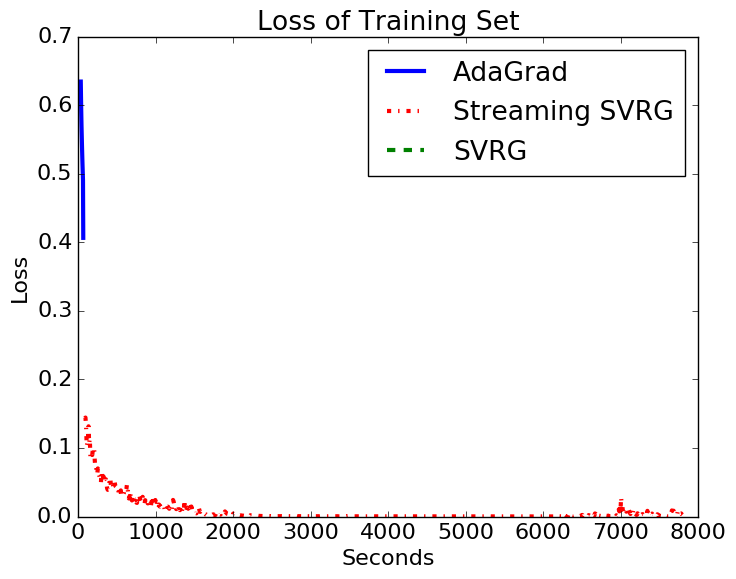 Loss of Training Set
0.7
0.6
0.5
0.4
0.3
0.2
0.1
0.0
Loss
AdaGrad
Streaming SVRG
SVRG
0 1000 2000 3000 4000 5000 6000 7000 8000
Seconds